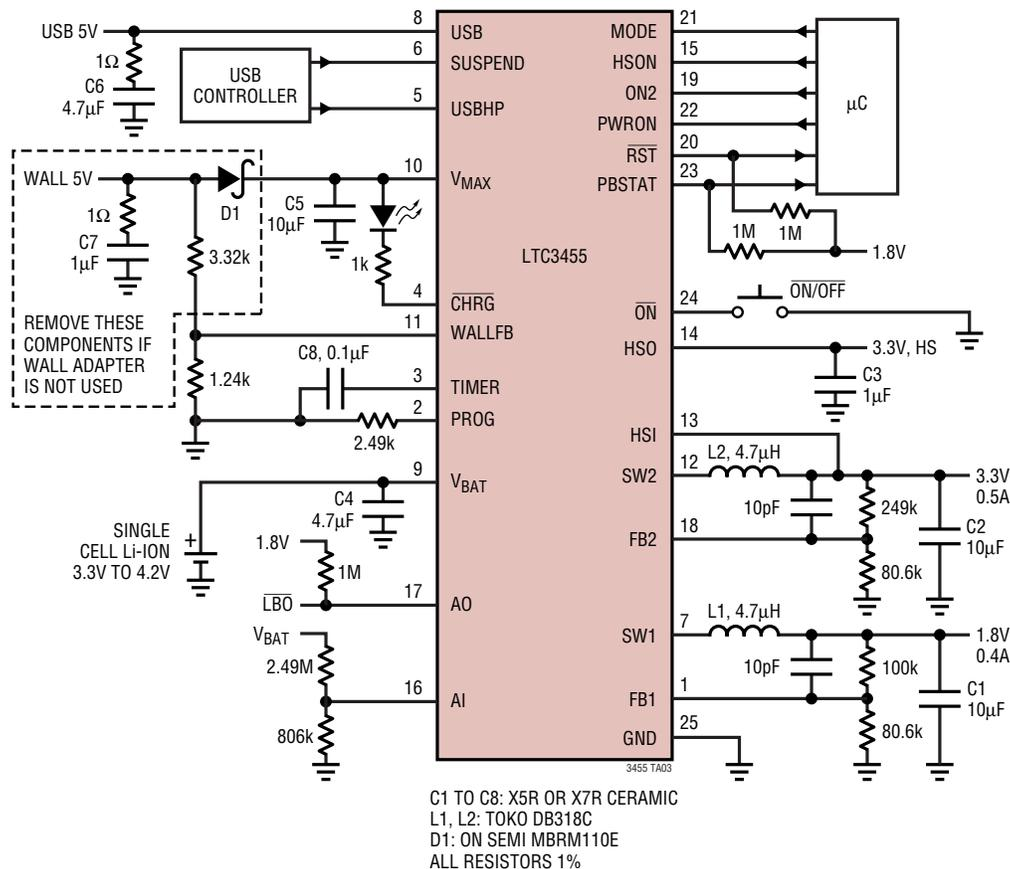 USB 5V
1Ω
C6
4.7µF
USB
CONTROLLER
8
6
5
WALL 5V
1Ω
C7
1µF
3.32k
D1
REMOVE THESE
COMPONENTS IF
WALL ADAPTER
IS NOT USED
1.24k
C5
10µF
1k
10
4
11
C8, 0.1µF
3
2
2.49k
9
C4
4.7µF
SINGLE
CELL Li-ION
3.3V TO 4.2V
+
1.8V
1M
LBO
17
VBAT
2.49M
16
806k
USB
SUSPEND
USBHP
VMAX
CHRG
WALLFB
TIMER
PROG
VBAT
AO
AI
LTC3455
MODE
HSON
ON2
PWRON
RST
PBSTAT
ON
HSO
HSI
SW2
FB2
SW1
FB1
GND
21
15
19
22
20
23
µC
1M
1M
1.8V
24
ON/OFF
14
3.3V, HS
C3
1µF
13
12
L2, 4.7µH
3.3V
0.5A
10pF
249k
C2
10µF
18
80.6k
7
L1, 4.7µH
1.8V
0.4A
10pF
100k
C1
10µF
1
80.6k
25
3455 TA03
C1 TO C8: X5R OR X7R CERAMIC
L1, L2: TOKO DB318C
D1: ON SEMI MBRM110E
ALL RESISTORS 1%